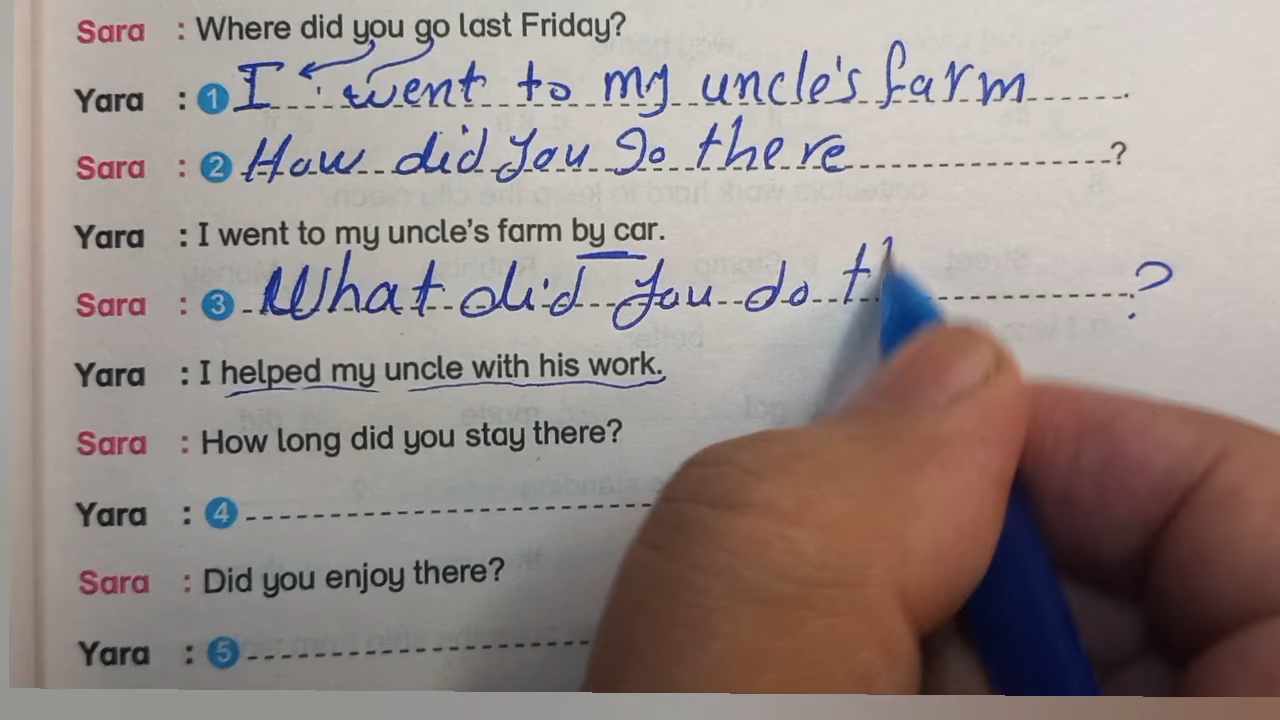 Sara : Where did you go last Friday?
Yara : 1 I went to my uncle's farm.
Sara : 2 How did you go there?
Yara : I went to my uncle's farm by car.
Sara : 3 What did you do ?
Yara : I helped my uncle with his work.
Sara : How long did you stay there?
Yara : 4
Sara : Did you enjoy there?
Yara : 5